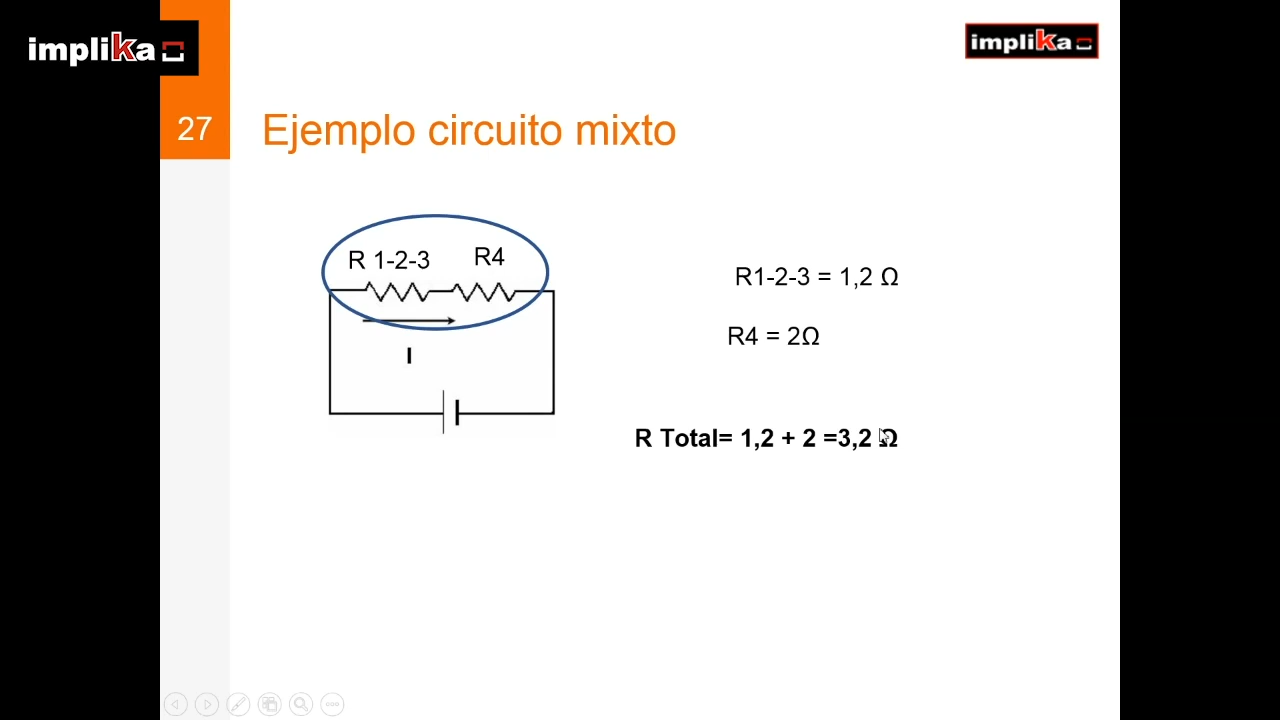 implika
implika
27
Ejemplo circuito mixto
R 1-2-3
R4
I
R1-2-3 = 1,2 Ω
R4 = 2Ω
R Total= 1,2 + 2 =3,2 Ω